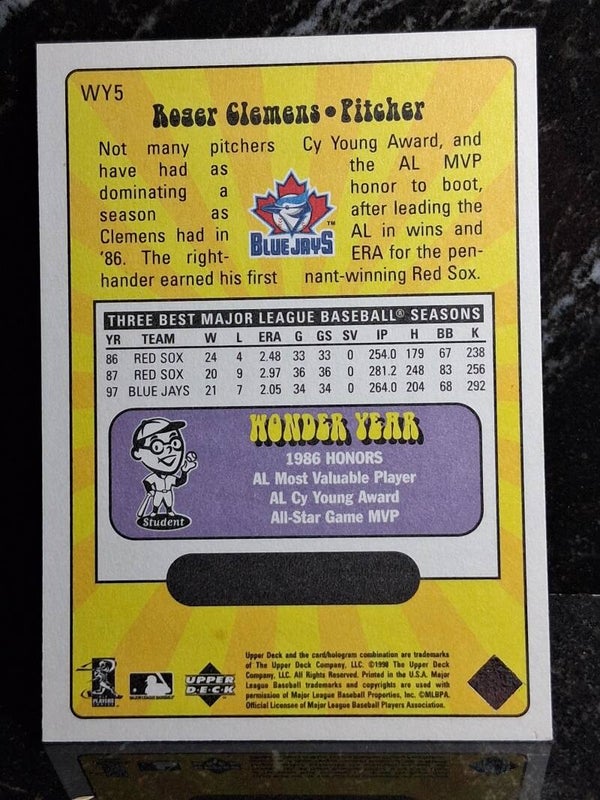 WY5
Roger Clemens • Pitcher
Not many pitchers
have had as
dominating a
season as
Clemens had in
'86. The right-
hander earned his first
Cy Young Award, and
the AL MVP
honor to boot,
after leading the
AL in wins and
ERA for the pen-
nant-winning Red Sox.
BLUE JAYS TM
THREE BEST MAJOR LEAGUE BASEBALL® SEASONS
YR TEAM W L ERA G GS SV IP H BB K
86 RED SOX 24 4 2.48 33 33 0 254.0 179 67 238
87 RED SOX 20 9 2.97 36 36 0 281.2 248 83 256
97 BLUE JAYS 21 7 2.05 34 34 0 264.0 204 68 292
WONDER YEAR
1986 HONORS
AL Most Valuable Player
AL Cy Young Award
All-Star Game MVP
Student
Upper Deck and the card/hologram combination are trademarks
of The Upper Deck Company, LLC. ©1998 The Upper Deck
Company, LLC. All Rights Reserved. Printed in the U.S.A. Major
League Baseball trademarks and copyrights are used with
permission of Major League Baseball Properties, Inc. ©MLBPA
Official Licensee of Major League Baseball Players Association.
PLAYERS
UPPER
DECK